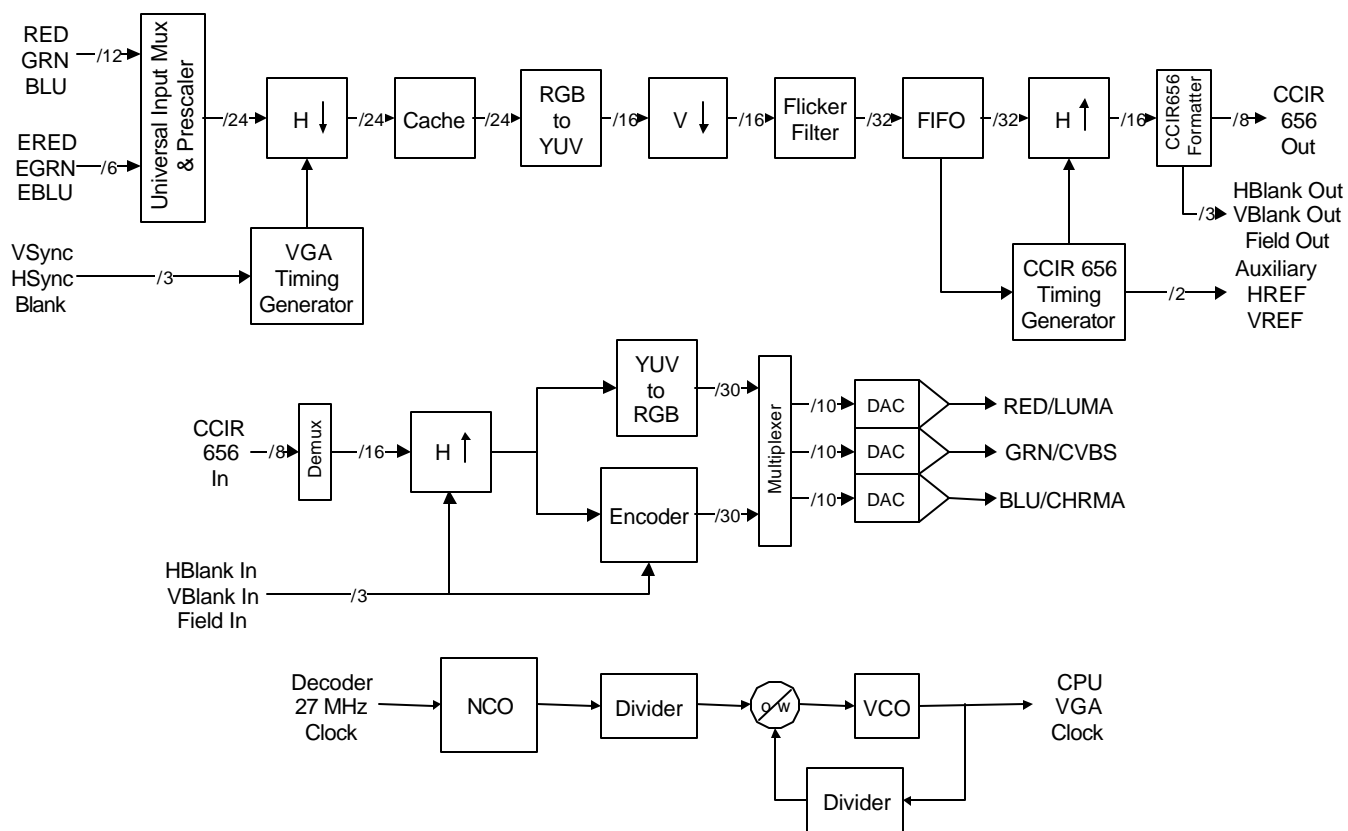 RED
GRN
BLU
/12
ERED
EGRN
EBLU
/6
Universal Input Mux
& Prescaler
/24
H
/24
Cache
/24
RGB
to
YUV
/16
V
/16
Flicker
Filter
/32
FIFO
/32
H
/16
CCIR656
Formatter
/8
CCIR
656
Out
/3
HBlank Out
VBlank Out
Field Out
VSync
HSync
Blank
/3
VGA
Timing
Generator
CCIR 656
Timing
Generator
/2
Auxiliary
HREF
VREF
CCIR
656
In
/8
Demux
/16
H
YUV
to
RGB
/30
Encoder
/30
Multiplexer
/10
DAC
RED/LUMA
/10
DAC
GRN/CVBS
/10
DAC
BLU/CHRMA
HBlank In
VBlank In
Field In
/3
Decoder
27 MHz
Clock
NCO
Divider
o w
VCO
CPU
VGA
Clock
Divider